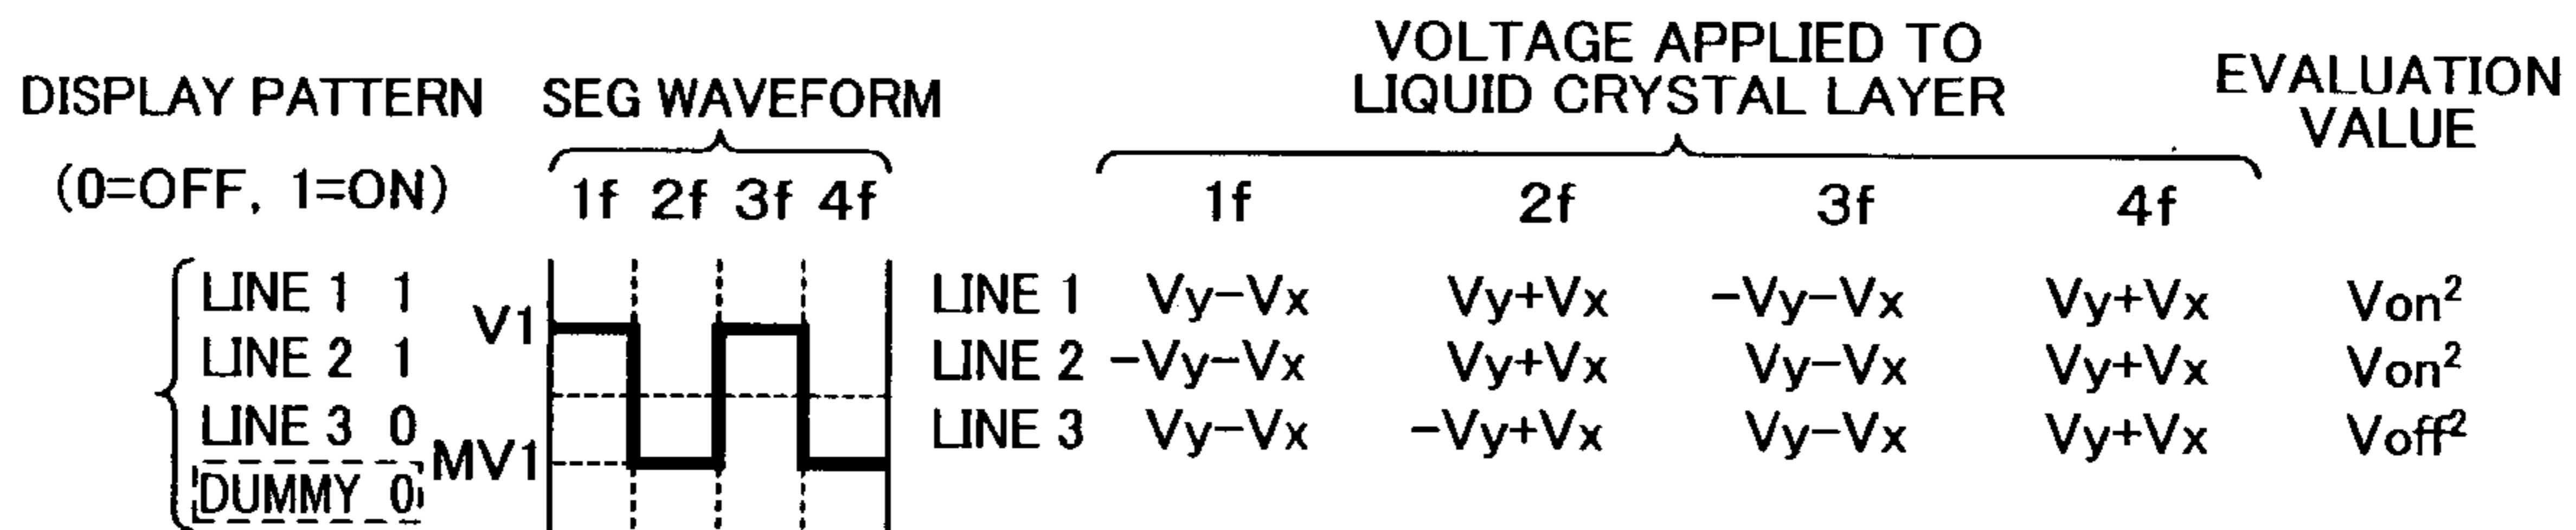 VOLTAGE APPLIED TO
LIQUID CRYSTAL LAYER
EVALUATION
VALUE
DISPLAY PATTERN
SEG WAVEFORM
(0=OFF, 1=ON)
1f 2f 3f 4f
1f 2f 3f 4f
LINE 1 1
LINE 2 1
LINE 3 0
DUMMY 0
V1
MV1
LINE 1 Vy−Vx Vy+Vx −Vy−Vx Vy+Vx Von²
LINE 2 −Vy−Vx Vy+Vx Vy−Vx Vy+Vx Von²
LINE 3 Vy−Vx −Vy+Vx Vy−Vx Vy+Vx Voff²